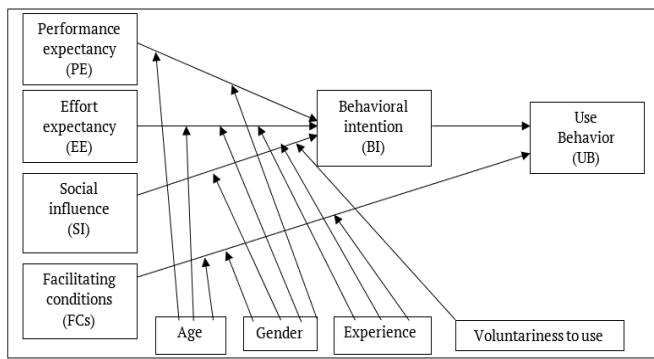 Performance
expectancy
(PE)
Effort
expectancy
(EE)
Behavioral
intention
(BI)
Use
Behavior
(UB)
Social
influence
(SI)
Facilitating
conditions
(FCs)
Age
Gender
Experience
Voluntariness to use